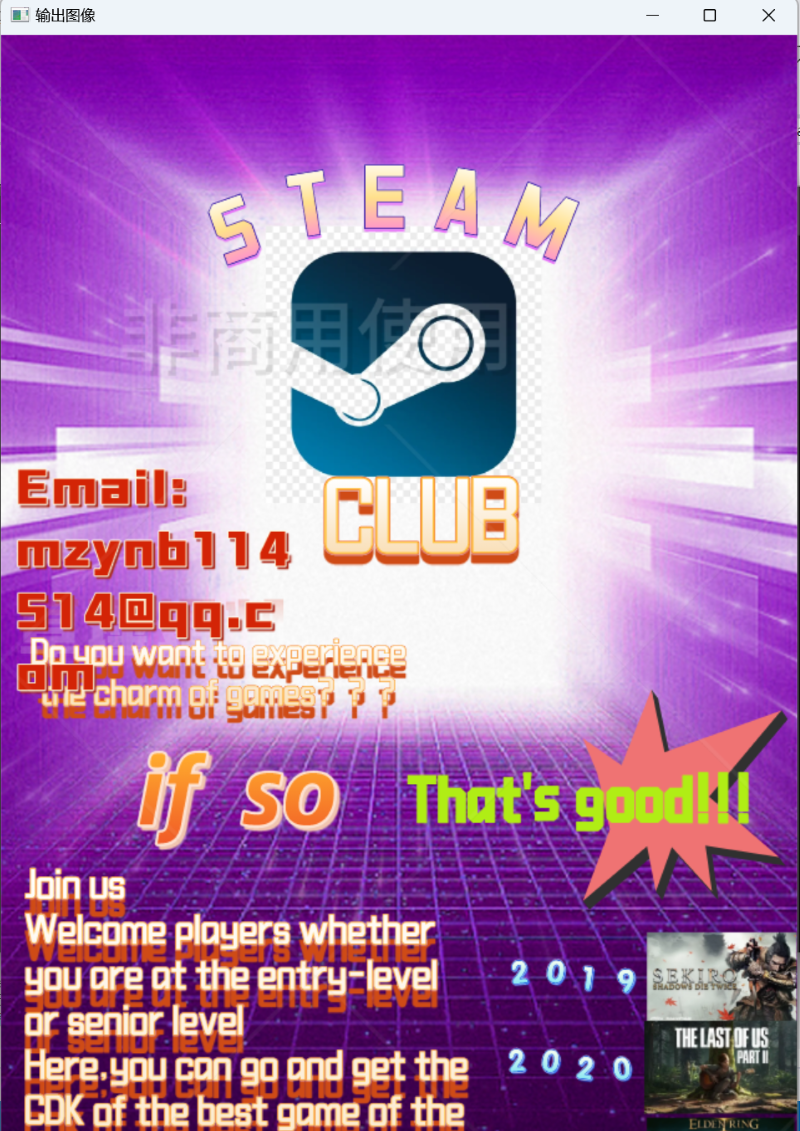 输出图像
STEAM
非商用使用
CLUB
Email:
mzynb114
514@qq.c
om
Do you want to experience
the charm of games? ? ?
if so
That's good!!!
Join us
Welcome players whether
you are at the entry-level
or senior level
Here,you can go and get the
CDK of the best game of the
2019
SEKIRO
SHADOWS DIE TWICE
2020
THE LAST OF US
PART II
ELDEN RING